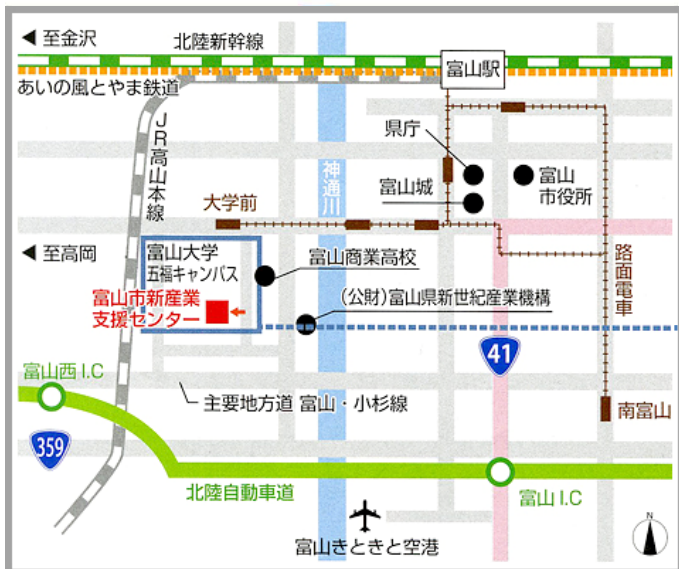 至金沢
北陸新幹線
富山駅
あいの風とやま鉄道
JR高山本線
県庁
神通川
富山城
富山
市役所
大学前
至高岡
富山大学
五福キャンパス
富山商業高校
路面電車
富山市新産業
支援センター
(公財)富山県新世紀産業機構
41
富山西I.C
主要地方道 富山・小杉線
南富山
359
北陸自動車道
富山I.C
富山きときと空港
N